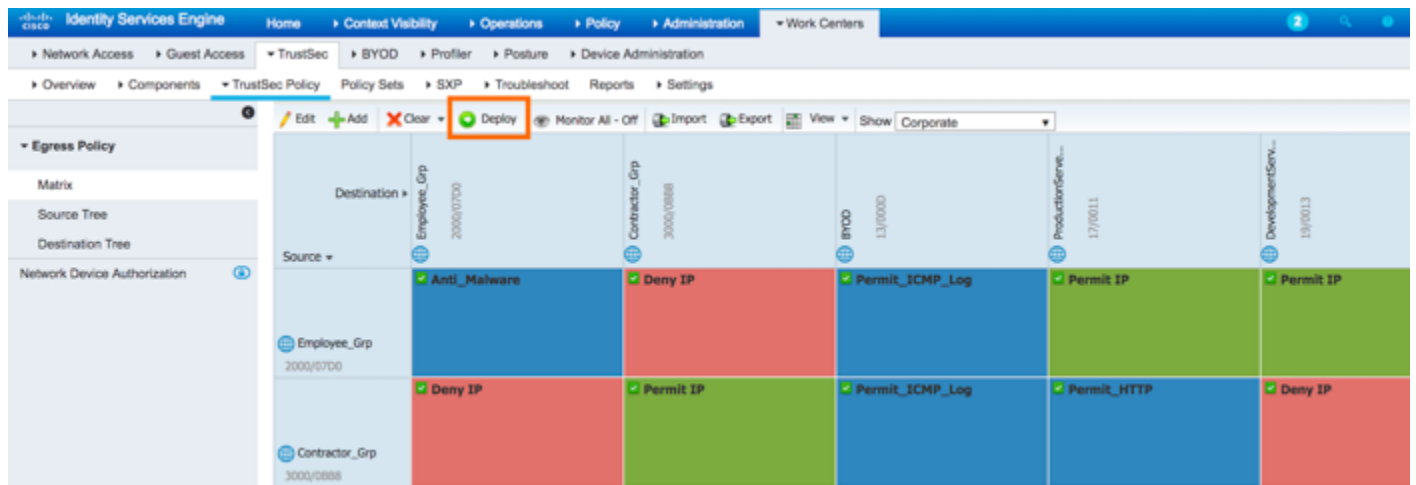 cisco Identity Services Engine Home Context Visibility Operations Policy Administration Work Centers 2
Network Access Guest Access TrustSec BYOD Profiler Posture Device Administration
Overview Components TrustSec Policy Policy Sets SXP Troubleshoot Reports Settings
Edit Add Clear Deploy Monitor All - Off Import Export View Show Corporate
Egress Policy
Matrix
Source Tree
Destination Tree
Network Device Authorization
Destination
Source
Employee_Grp
2000/07D0
Contractor_Grp
3000/0BB8
BYOD
13/000D
ProductionServe...
17/0011
DevelopmentServ...
19/0013
Anti_Malware Deny IP Permit_ICMP_Log Permit IP Permit IP
Employee_Grp
2000/07D0
Deny IP Permit IP Permit_ICMP_Log Permit_HTTP Deny IP
Contractor_Grp
3000/0BB8